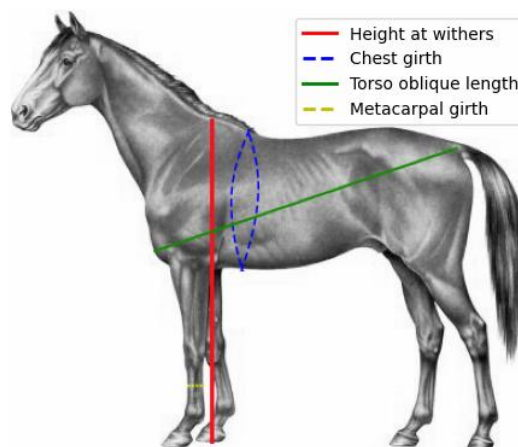 Height at withers
Chest girth
Torso oblique length
Metacarpal girth